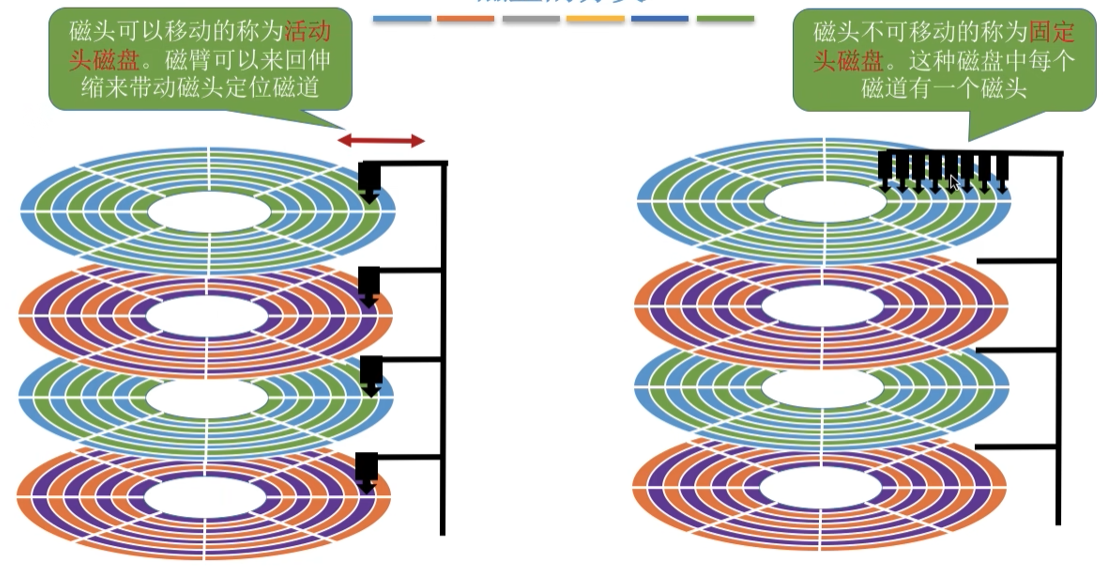 磁头可以移动的称为活动
头磁盘。磁臂可以来回伸
缩来带动磁头定位磁道
磁头不可移动的称为固定
头磁盘。这种磁盘中每个
磁道有一个磁头